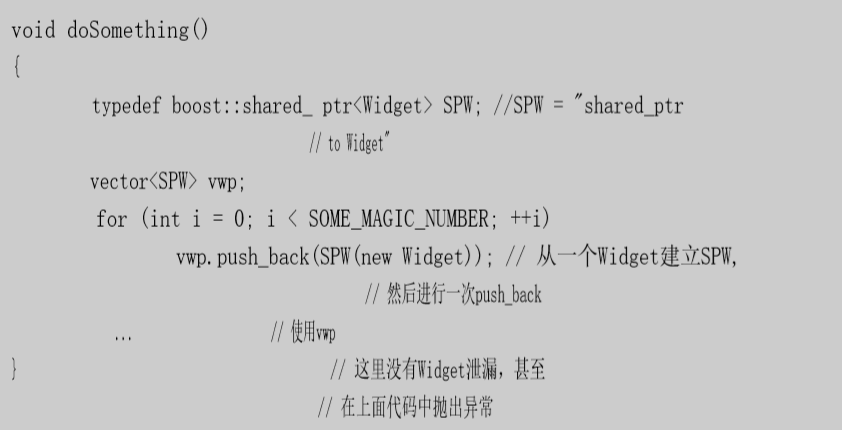 void doSomething()
{
typedef boost::shared_ ptr<Widget> SPW; //SPW = "shared_ptr
// to Widget"
vector<SPW> vwp;
for (int i = 0; i < SOME_MAGIC_NUMBER; ++i)
vwp.push_back(SPW(new Widget)); // 从一个Widget建立SPW,
// 然后进行一次push_back
... // 使用vwp
} // 这里没有Widget泄漏，甚至
// 在上面代码中抛出异常